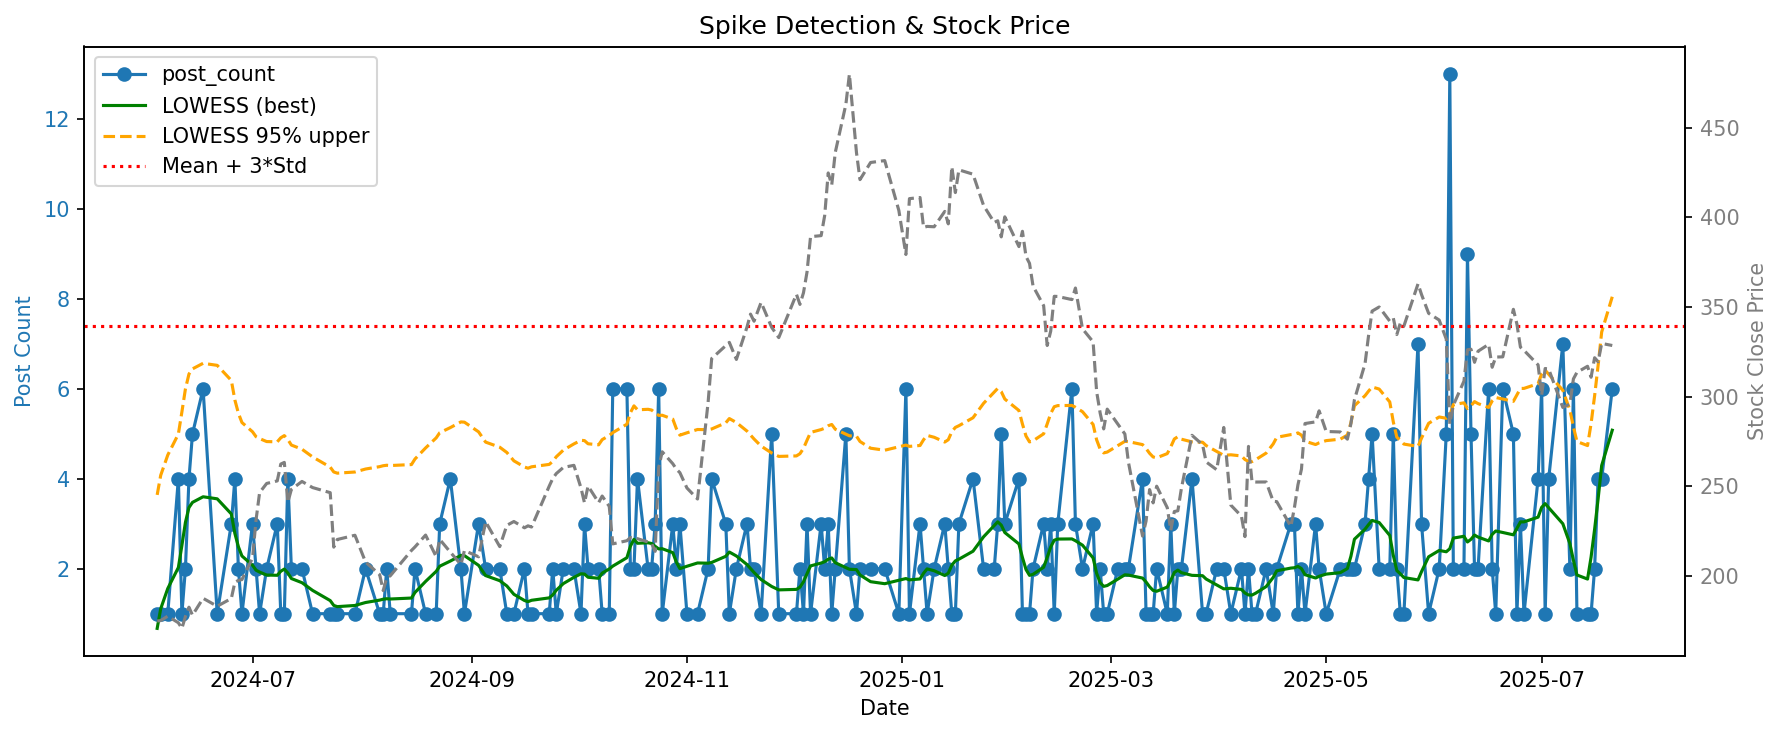 Spike Detection & Stock Price
post_count
LOWESS (best)
LOWESS 95% upper
Mean + 3*Std
12
10
8
6
4
2
Post Count
450
400
350
300
250
200
Stock Close Price
2024-07 2024-09 2024-11 2025-01 2025-03 2025-05 2025-07
Date